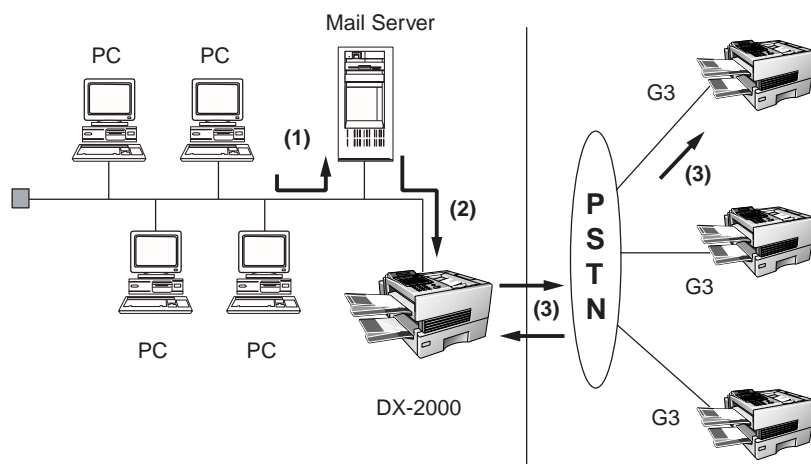 Mail Server
PC
PC
G3
(1)
(3)
(2)
P
S
T
N
G3
(3)
PC
PC
DX-2000
G3